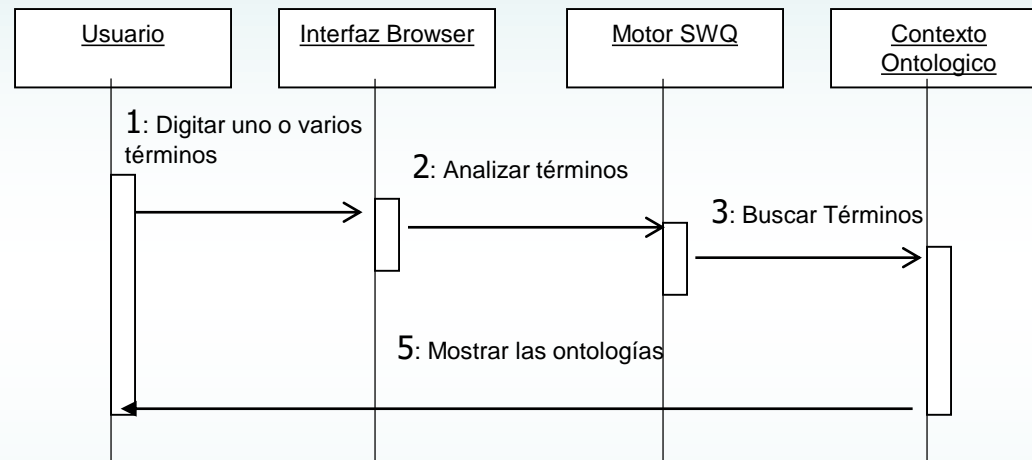 Usuario
Interfaz Browser
Motor SWQ
Contexto
Ontologico
1: Digitar uno o varios
términos
2: Analizar términos
3: Buscar Términos
5: Mostrar las ontologías